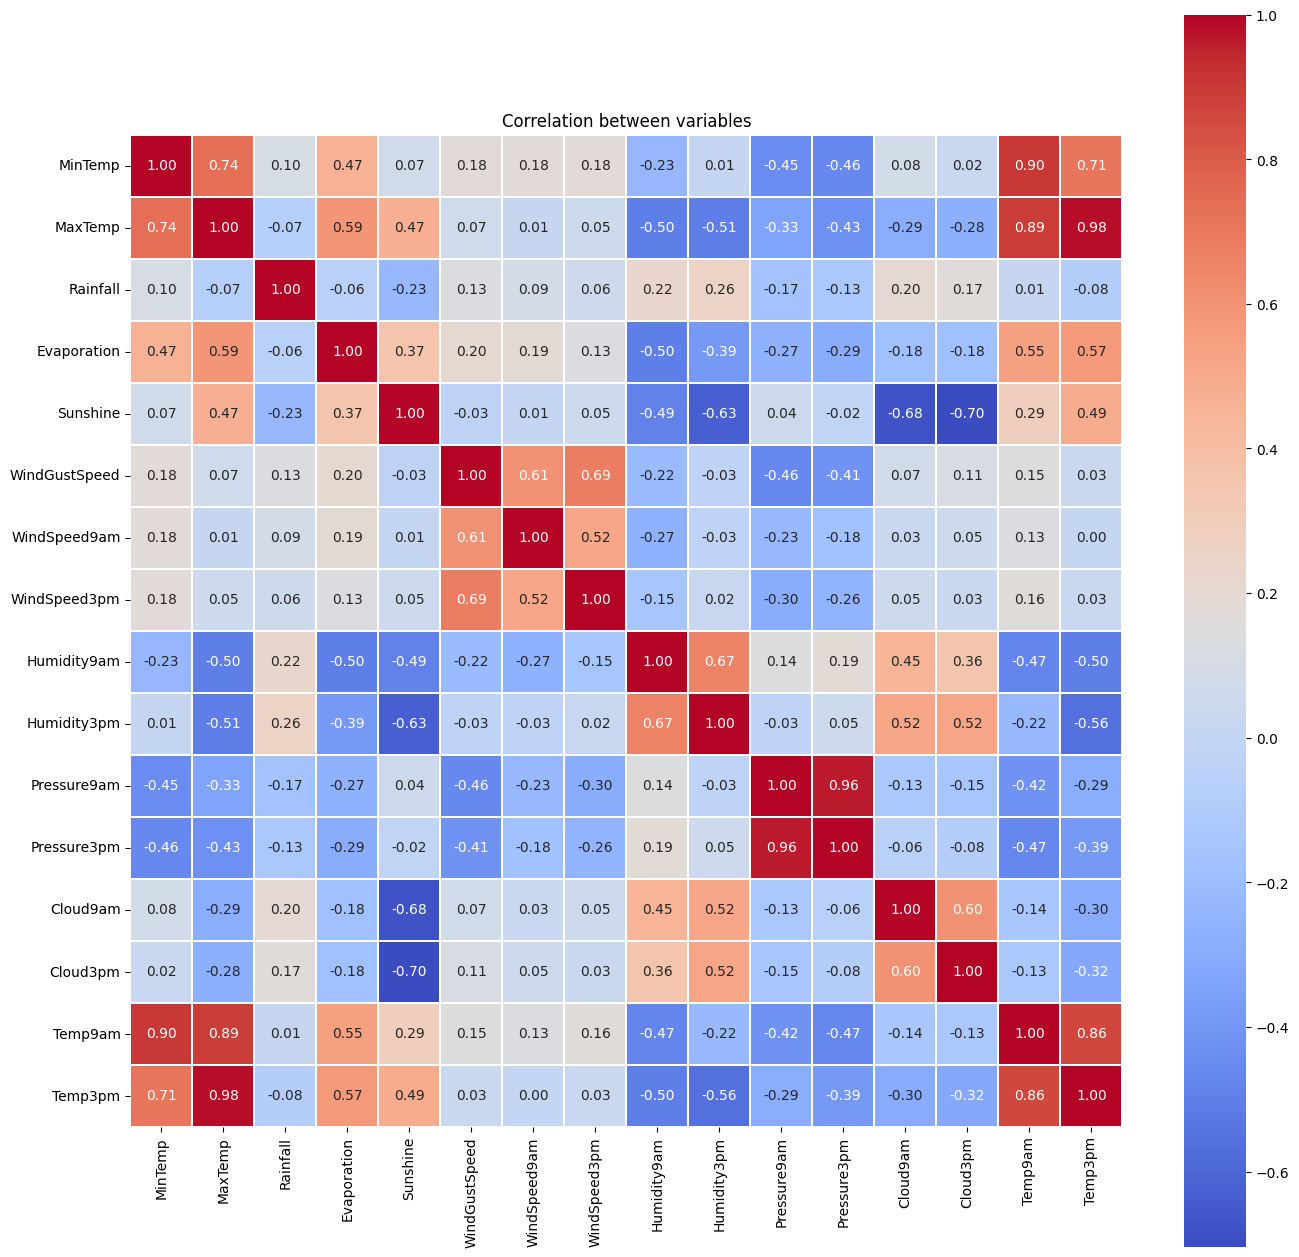 Correlation between variables
MinTemp 1.00 0.74 0.10 0.47 0.07 0.18 0.18 0.18 -0.23 0.01 -0.45 -0.46 0.08 0.02 0.90 0.71
MaxTemp 0.74 1.00 -0.07 0.59 0.47 0.07 0.01 0.05 -0.50 -0.51 -0.33 -0.43 -0.29 -0.28 0.89 0.98
Rainfall 0.10 -0.07 1.00 -0.06 -0.23 0.13 0.09 0.06 0.22 0.26 -0.17 -0.13 0.20 0.17 0.01 -0.08
Evaporation 0.47 0.59 -0.06 1.00 0.37 0.20 0.19 0.13 -0.50 -0.39 -0.27 -0.29 -0.18 -0.18 0.55 0.57
Sunshine 0.07 0.47 -0.23 0.37 1.00 -0.03 0.01 0.05 -0.49 -0.63 0.04 -0.02 -0.68 -0.70 0.29 0.49
WindGustSpeed 0.18 0.07 0.13 0.20 -0.03 1.00 0.61 0.69 -0.22 -0.03 -0.46 -0.41 0.07 0.11 0.15 0.03
WindSpeed9am 0.18 0.01 0.09 0.19 0.01 0.61 1.00 0.52 -0.27 -0.03 -0.23 -0.18 0.03 0.05 0.13 0.00
WindSpeed3pm 0.18 0.05 0.06 0.13 0.05 0.69 0.52 1.00 -0.15 0.02 -0.30 -0.26 0.05 0.03 0.16 0.03
Humidity9am -0.23 -0.50 0.22 -0.50 -0.49 -0.22 -0.27 -0.15 1.00 0.67 0.14 0.19 0.45 0.36 -0.47 -0.50
Humidity3pm 0.01 -0.51 0.26 -0.39 -0.63 -0.03 -0.03 0.02 0.67 1.00 -0.03 0.05 0.52 0.52 -0.22 -0.56
Pressure9am -0.45 -0.33 -0.17 -0.27 0.04 -0.46 -0.23 -0.30 0.14 -0.03 1.00 0.96 -0.13 -0.15 -0.42 -0.29
Pressure3pm -0.46 -0.43 -0.13 -0.29 -0.02 -0.41 -0.18 -0.26 0.19 0.05 0.96 1.00 -0.06 -0.08 -0.47 -0.39
Cloud9am 0.08 -0.29 0.20 -0.18 -0.68 0.07 0.03 0.05 0.45 0.52 -0.13 -0.06 1.00 0.60 -0.14 -0.30
Cloud3pm 0.02 -0.28 0.17 -0.18 -0.70 0.11 0.05 0.03 0.36 0.52 -0.15 -0.08 0.60 1.00 -0.13 -0.32
Temp9am 0.90 0.89 0.01 0.55 0.29 0.15 0.13 0.16 -0.47 -0.22 -0.42 -0.47 -0.14 -0.13 1.00 0.86
Temp3pm 0.71 0.98 -0.08 0.57 0.49 0.03 0.00 0.03 -0.50 -0.56 -0.29 -0.39 -0.30 -0.32 0.86 1.00
MinTemp
MaxTemp
Rainfall
Evaporation
Sunshine
WindGustSpeed
WindSpeed9am
WindSpeed3pm
Humidity9am
Humidity3pm
Pressure9am
Pressure3pm
Cloud9am
Cloud3pm
Temp9am
Temp3pm
1.0
0.8
0.6
0.4
0.2
0.0
−0.2
−0.4
−0.6